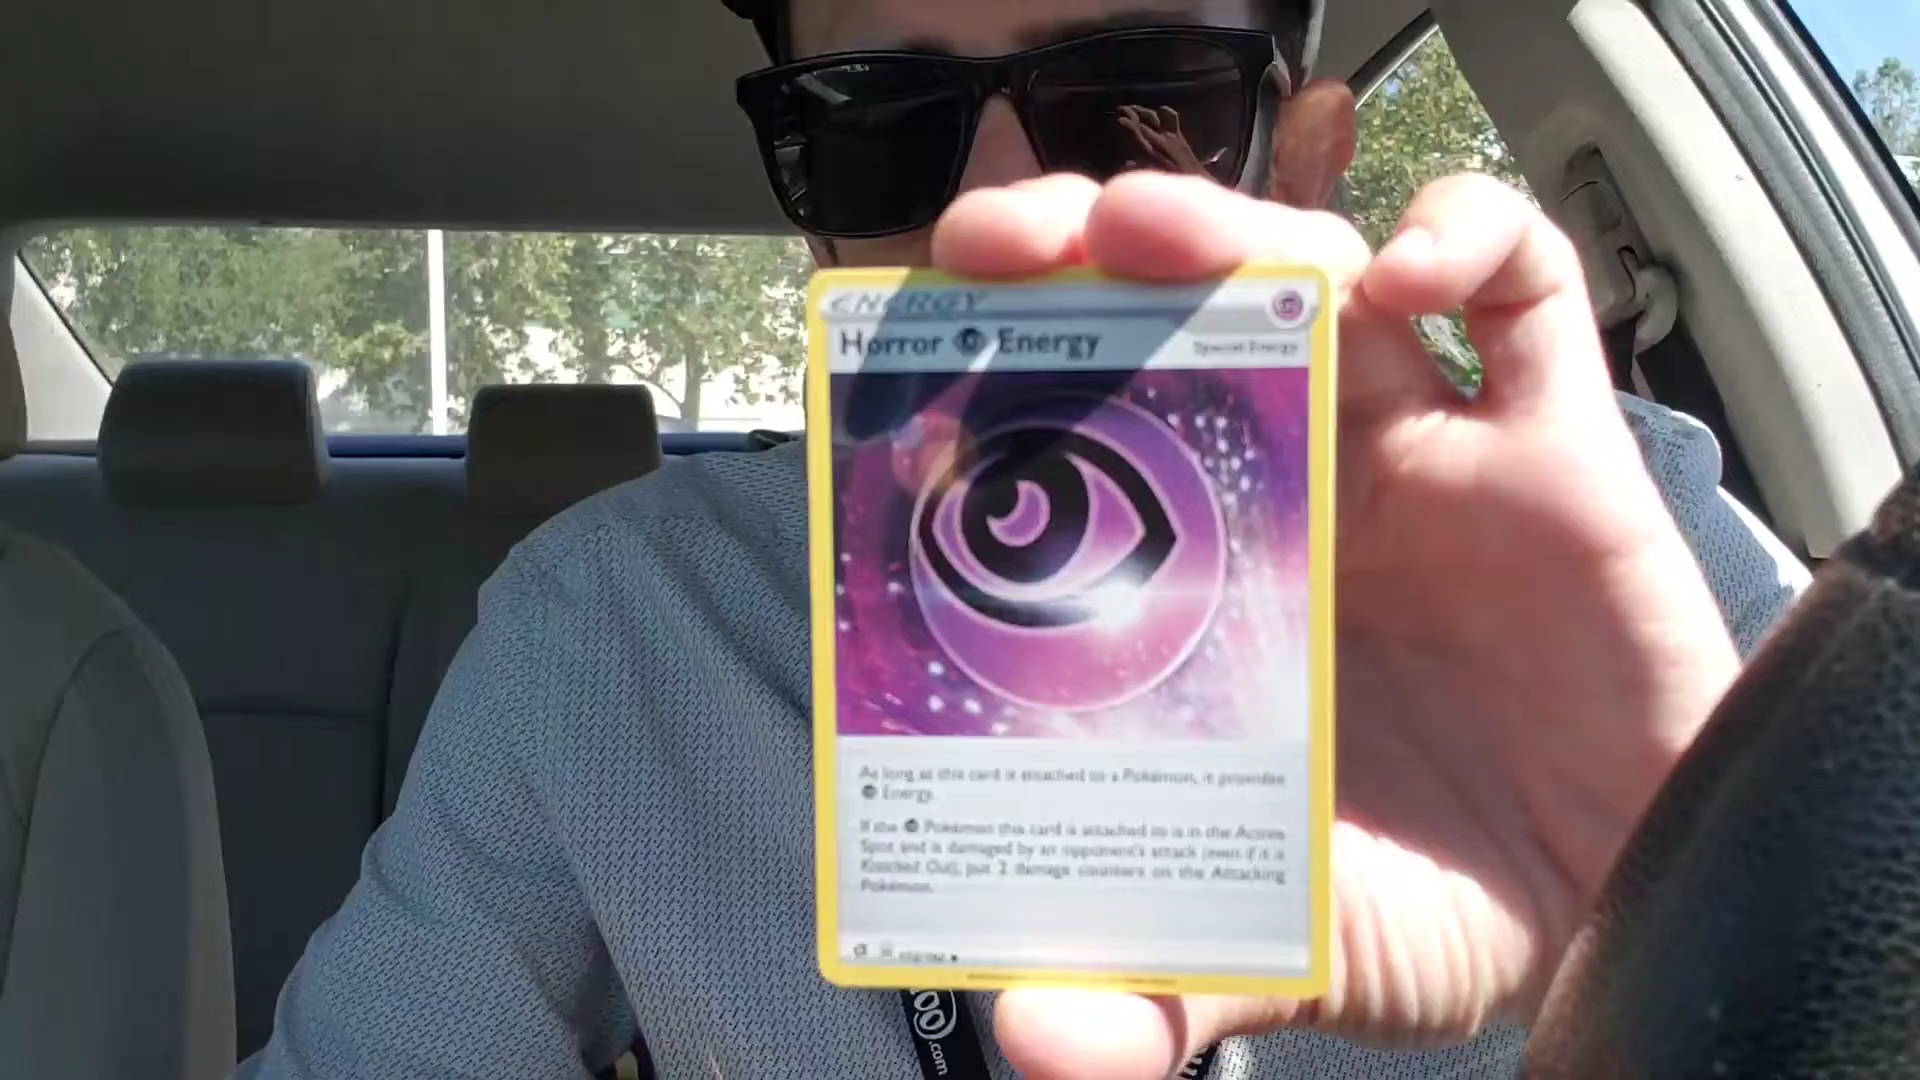 ENERGY
Horror Energy
Special Energy
As long as this card is attached to a Pokémon, it provides
Energy.
If the Pokémon this card is attached to is in the Active
Spot and is damaged by an opponent's attack (even if it is
Knocked Out), put 2 damage counters on the Attacking
Pokémon.
.com